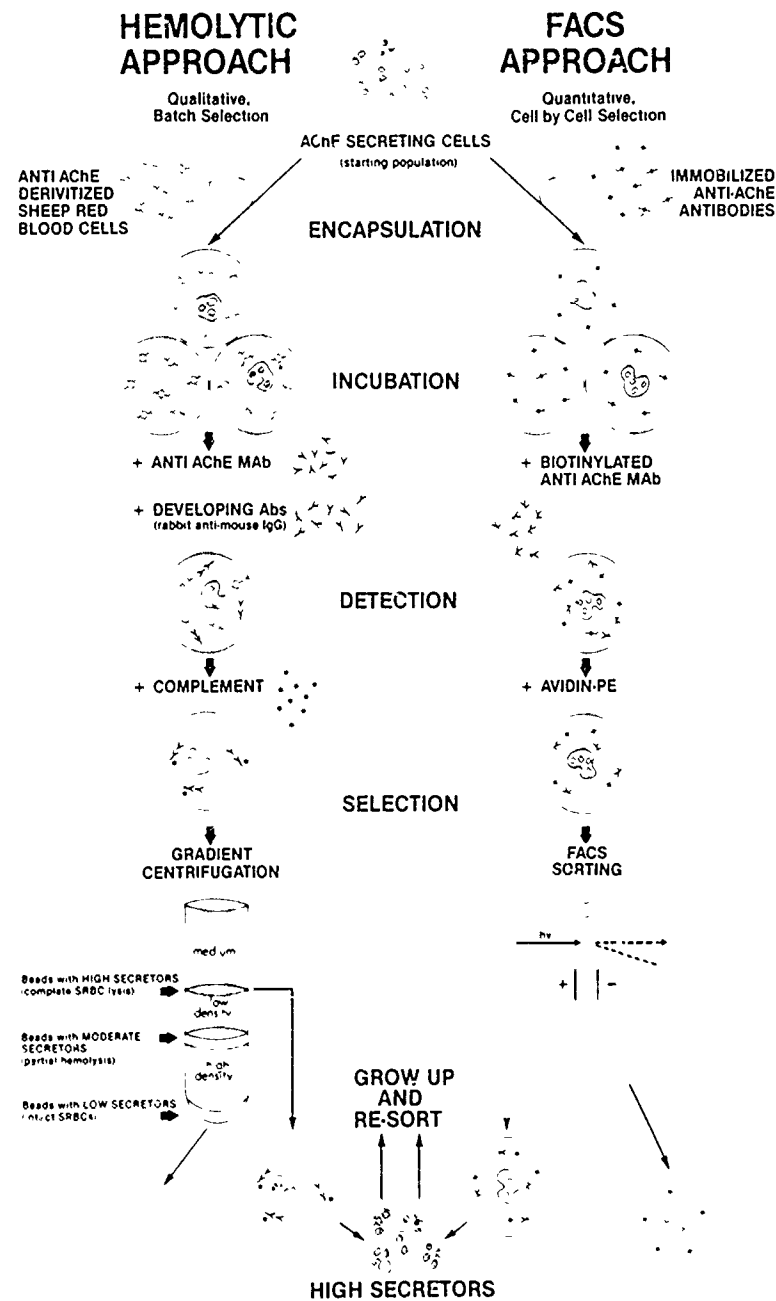 HEMOLYTIC
APPROACH
Qualitative,
Batch Selection
FACS
APPROACH
Quantitative,
Cell by Cell Selection
AChF SECRETING CELLS
(starting population)
ANTI AChE
DERIVITIZED
SHEEP RED
BLOOD CELLS
IMMOBILIZED
ANTI-AChE
ANTIBODIES
ENCAPSULATION
INCUBATION
+ ANTI AChE MAb
+ DEVELOPING Abs
(rabbit anti-mouse IgG)
+ BIOTINYLATED
ANTI AChE MAb
DETECTION
+ COMPLEMENT
+ AVIDIN-PE
SELECTION
GRADIENT
CENTRIFUGATION
FACS
SORTING
medium
hv
Beads with HIGH SECRETORS
(complete SRBC lysis)
low
density
+ −
Beads with MODERATE
SECRETORS
(partial hemolysis)
high
density
Beads with LOW SECRETORS
(intact SRBCs)
GROW UP
AND
RE-SORT
HIGH SECRETORS